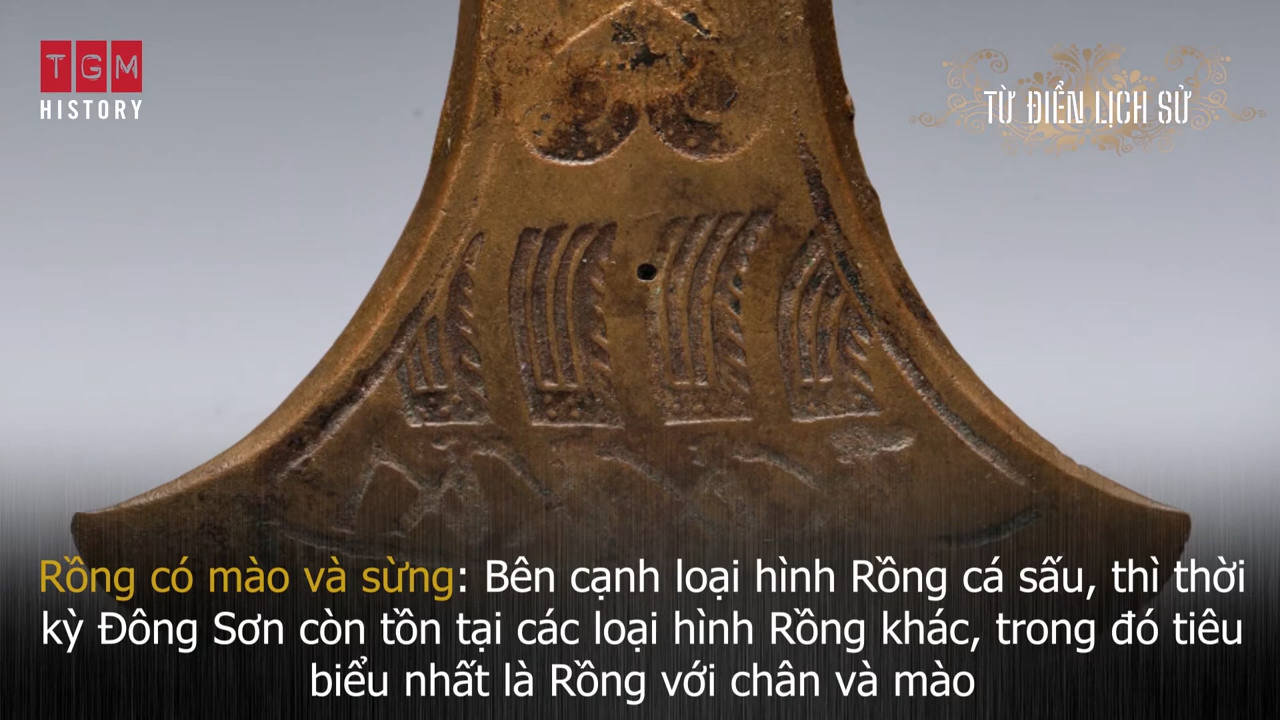 TGM
HISTORY
TỪ ĐIỂN LỊCH SỬ
Rồng có mào và sừng: Bên cạnh loại hình Rồng cá sấu, thì thời
kỳ Đông Sơn còn tồn tại các loại hình Rồng khác, trong đó tiêu
biểu nhất là Rồng với chân và mào